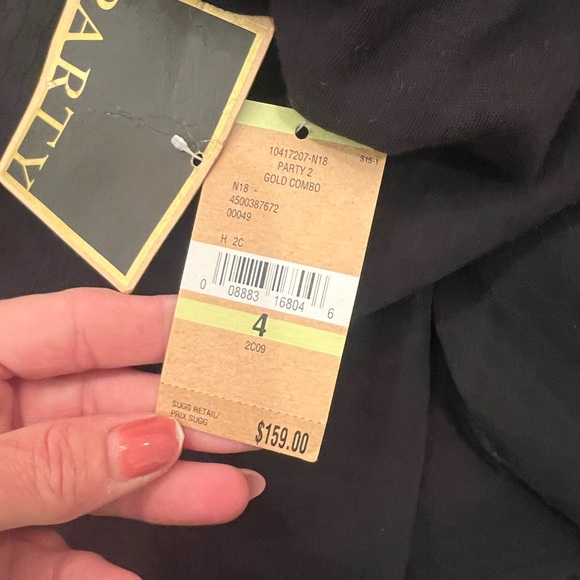 PARTY
10417207-N18
S15-1
PARTY 2
GOLD COMBO
N18 -
4500387672
00049
H 2C
0 08883 16804 6
4
2C09
SUGG RETAIL/
PRIX SUGG
$159.00